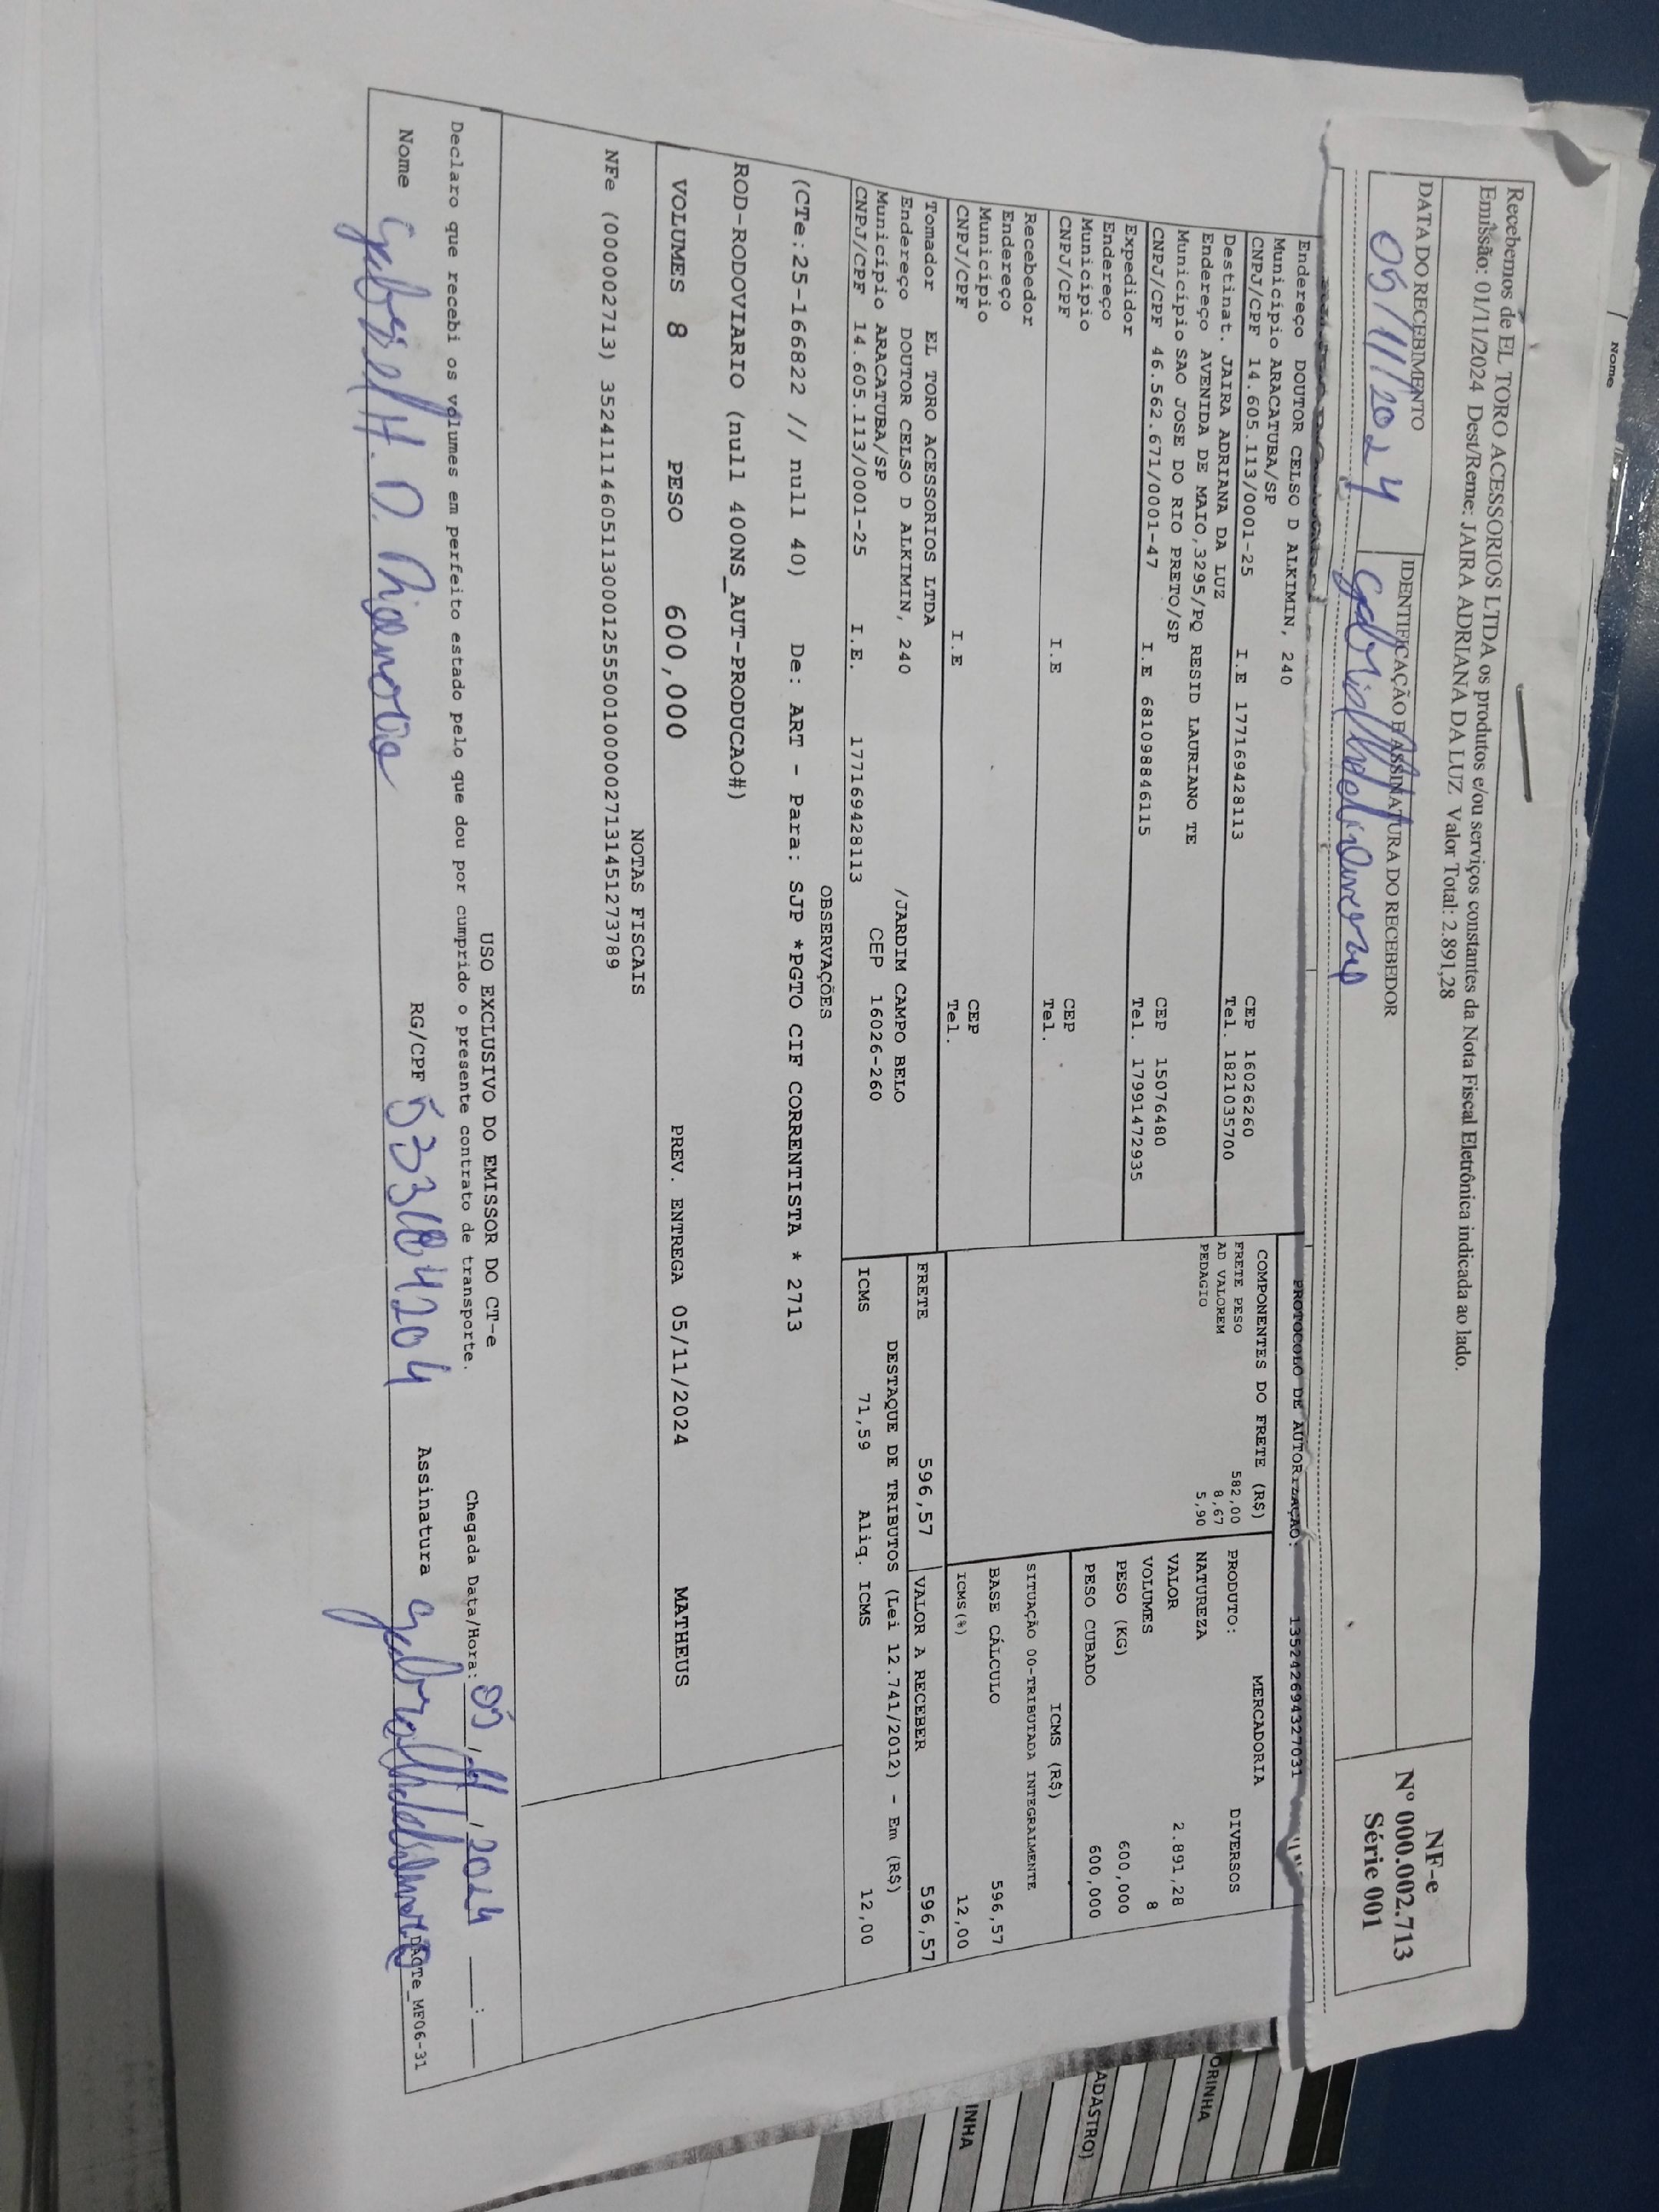 Nome
Recebemos de EL TORO ACESSORIOS LTDA os produtos e/ou serviços constantes da Nota Fiscal Eletrônica indicada ao lado.
Emissão: 01/11/2024 Dest/Reme: JAIRA ADRIANA DA LUZ Valor Total: 2.891,28
DATA DO RECEBIMENTO
05/11/2024
IDENTIFICAÇÃO E ASSINATURA DO RECEBEDOR
NF-e
Nº 000.002.713
Série 001
PROTOCOLO DE AUTORIZAÇÃO: 135242694327031
Endereço DOUTOR CELSO D ALKIMIN, 240
Município ARACATUBA/SP CEP 16026260
CNPJ/CPF 14.605.113/0001-25 I.E 177169428113 Tel. 1821035700
Destinat. JAIRA ADRIANA DA LUZ
Endereço AVENIDA DE MAIO,3295/PQ RESID LAURIANO TE
Município SAO JOSE DO RIO PRETO/SP CEP 15076480
CNPJ/CPF 46.562.671/0001-47 I.E 681098846115 Tel. 17991472935
Expedidor
Endereço
Município CEP
CNPJ/CPF I.E Tel.
Recebedor
Endereço
Município CEP
CNPJ/CPF I.E Tel.
Tomador EL TORO ACESSORIOS LTDA
Endereço DOUTOR CELSO D ALKIMIN, 240 /JARDIM CAMPO BELO
Município ARACATUBA/SP CEP 16026-260
CNPJ/CPF 14.605.113/0001-25 I.E. 177169428113
COMPONENTES DO FRETE (R$)
FRETE PESO 582,00
AD VALOREM 8,67
PEDAGIO 5,90
MERCADORIA
PRODUTO: DIVERSOS
NATUREZA
VALOR 2.891,28
VOLUMES 8
PESO (KG) 600,000
PESO CUBADO 600,000
ICMS (R$)
SITUAÇÃO 00-TRIBUTADA INTEGRALMENTE
BASE CÁLCULO 596,57
ICMS(%) 12,00
FRETE 596,57 VALOR A RECEBER 596,57
DESTAQUE DE TRIBUTOS (Lei 12.741/2012) - Em (R$)
ICMS 71,59 Aliq. ICMS 12,00
OBSERVAÇÕES
(CTe:25-166822 // null 40) De: ART - Para: SJP *PGTO CIF CORRENTISTA * 2713
ROD-RODOVIARIO (null 400NS_AUT-PRODUCAO#)
VOLUMES 8 PESO 600,000 PREV. ENTREGA 05/11/2024 MATHEUS
NOTAS FISCAIS
NFe (000002713) 35241114605113000125550010000027131451273789
USO EXCLUSIVO DO EMISSOR DO CT-e
Declaro que recebi os volumes em perfeito estado pelo que dou por cumprido o presente contrato de transporte.
Chegada Data/Hora: 05/11/2024 ___:___
Nome Gabriel H. D.
RG/CPF
Assinatura
DACTe_MF06-31
ORINHA
ADASTRO)
INHA